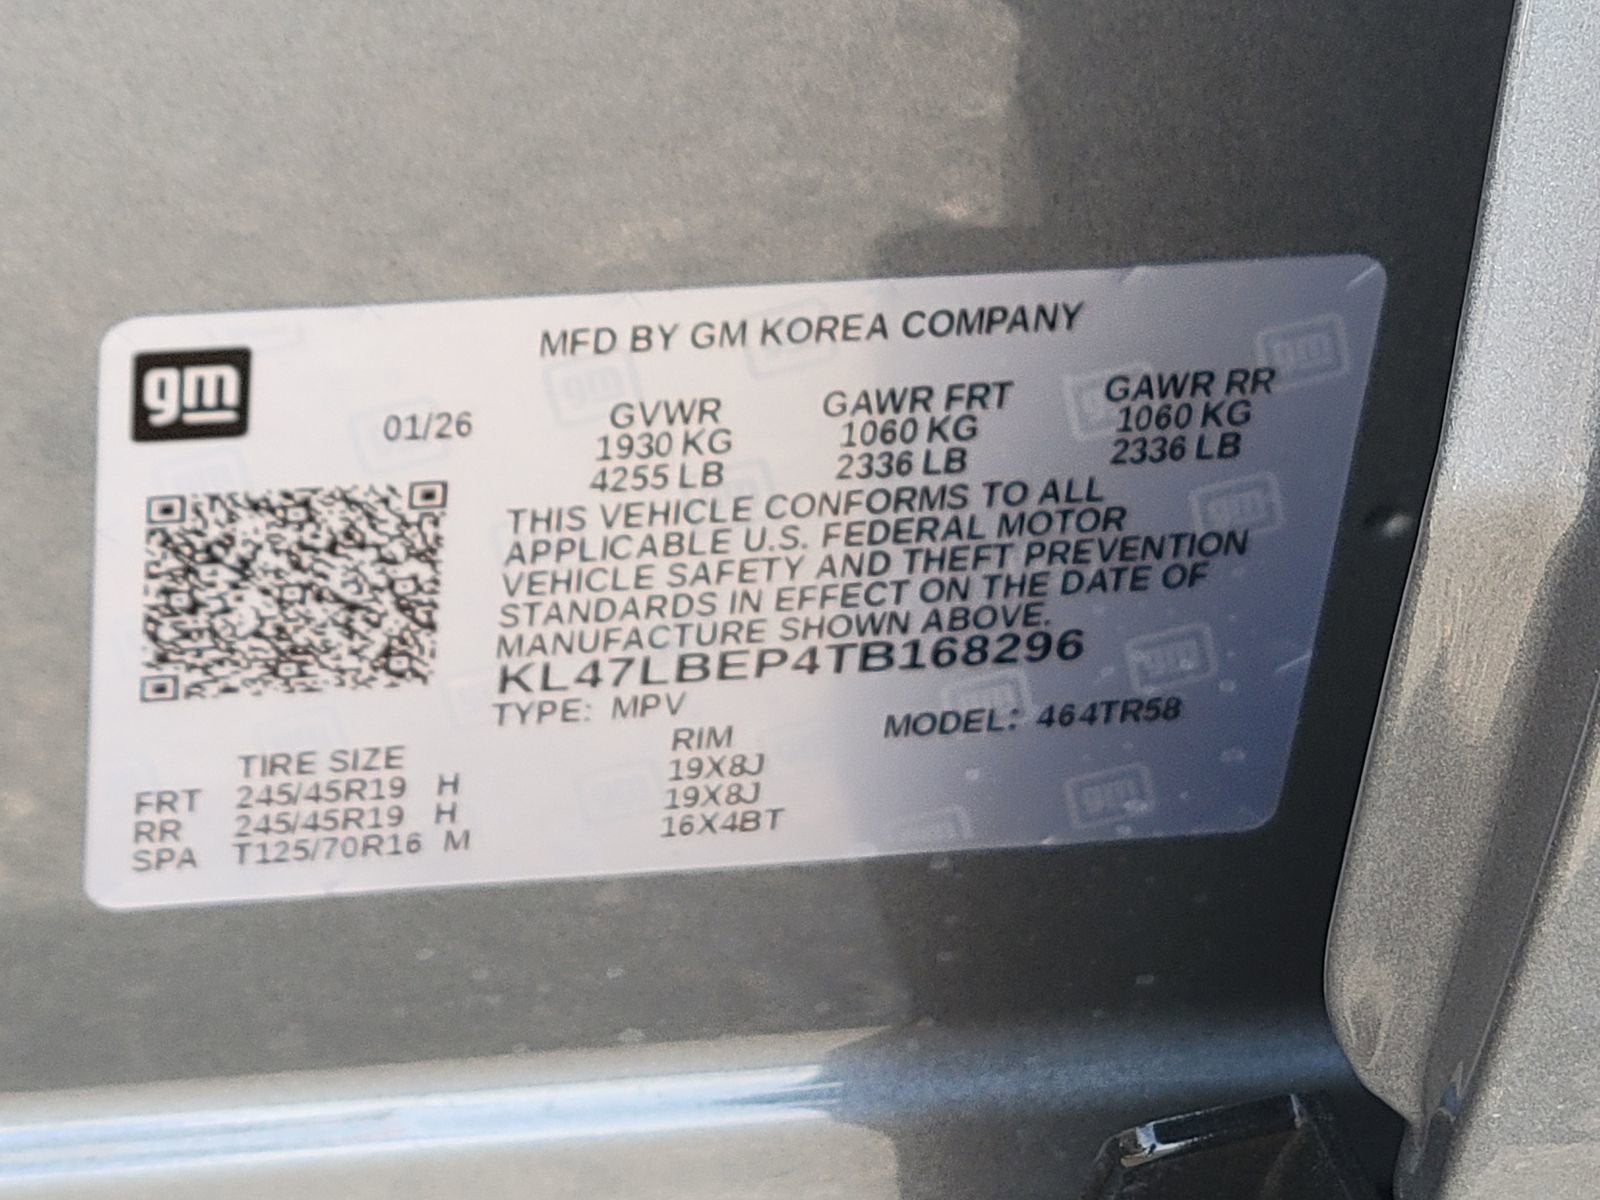 gm
MFD BY GM KOREA COMPANY
01/26
GVWR
1930 KG
4255 LB
GAWR FRT
1060 KG
2336 LB
GAWR RR
1060 KG
2336 LB
THIS VEHICLE CONFORMS TO ALL
APPLICABLE U.S. FEDERAL MOTOR
VEHICLE SAFETY AND THEFT PREVENTION
STANDARDS IN EFFECT ON THE DATE OF
MANUFACTURE SHOWN ABOVE.
KL47LBEP4TB168296
TYPE: MPV MODEL: 464TR58
TIRE SIZE RIM
FRT 245/45R19 H 19X8J
RR 245/45R19 H 19X8J
SPA T125/70R16 M 16X4BT